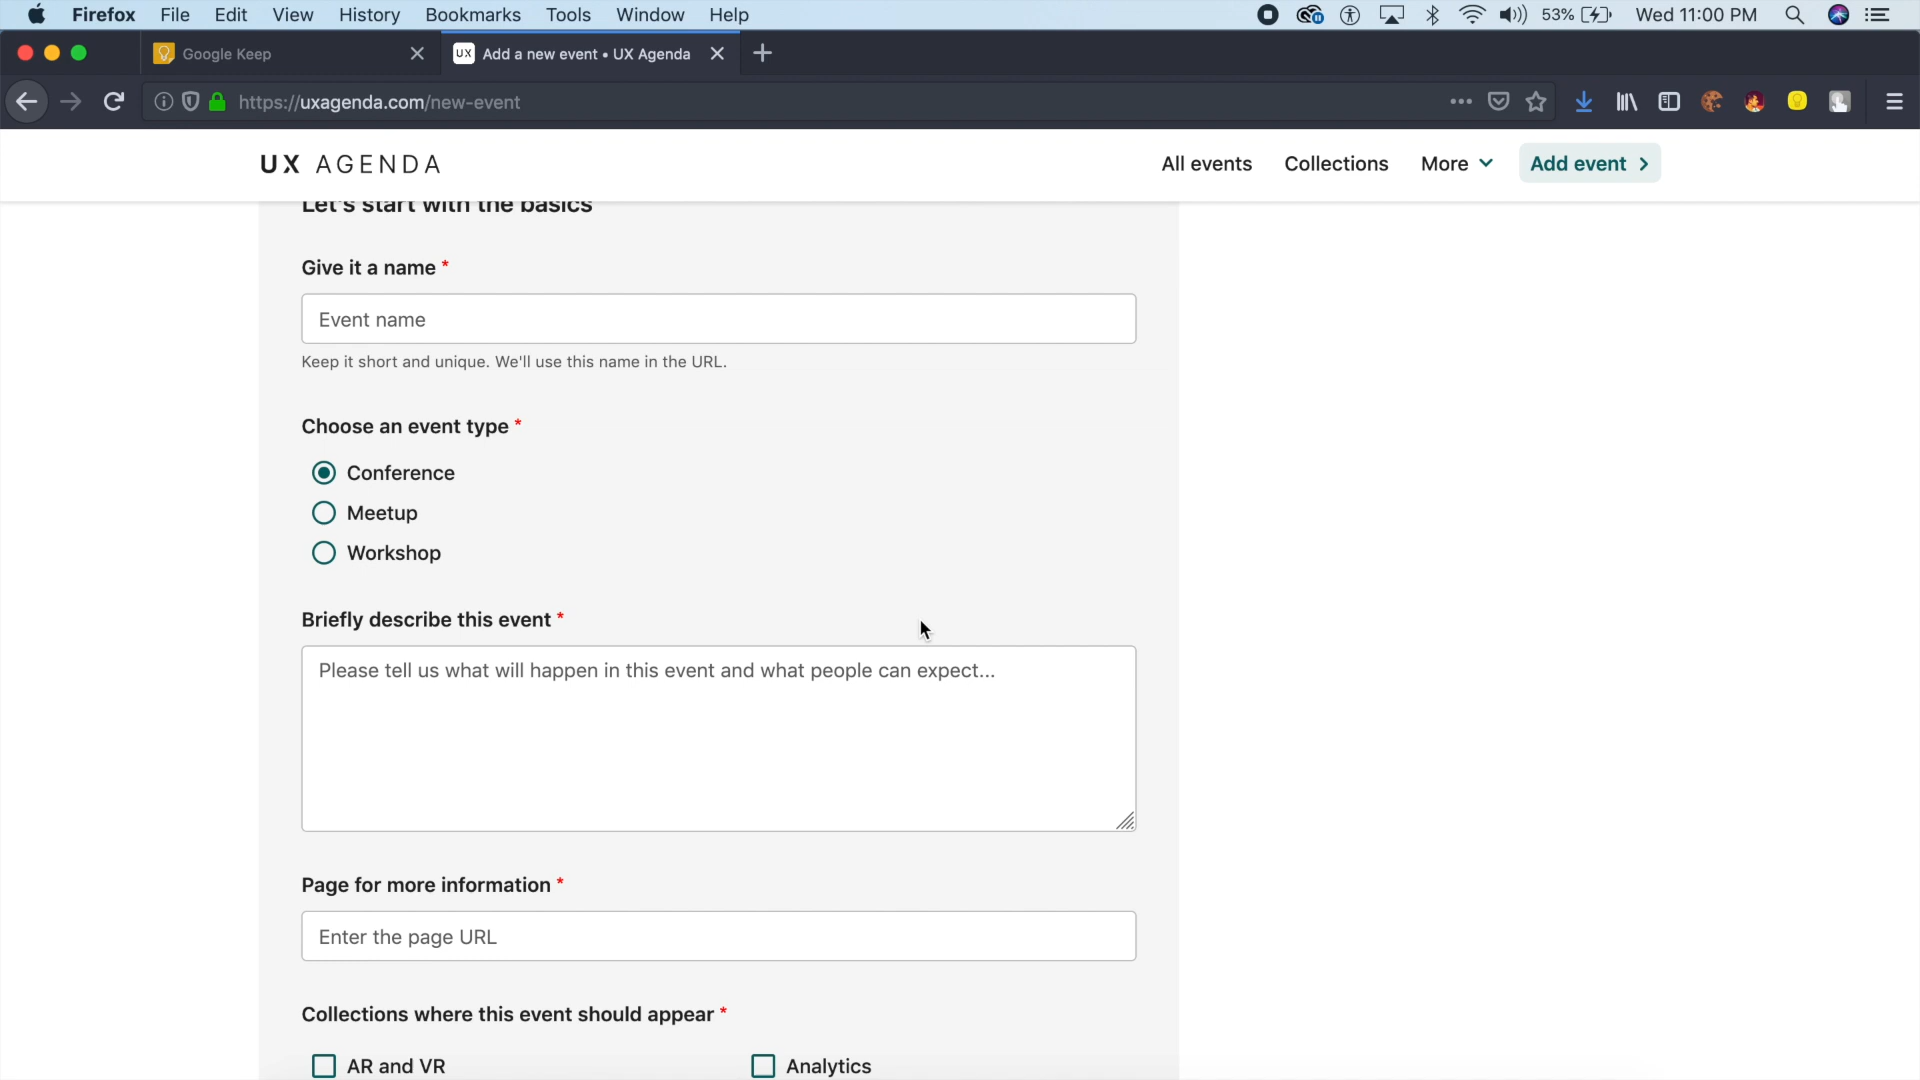 Firefox File Edit View History Bookmarks Tools Window Help 53% Wed 11:00 PM
Google Keep UX Add a new event • UX Agenda
https://uxagenda.com/new-event
UX AGENDA All events Collections More Add event
Let's start with the basics
Give it a name *
Event name
Keep it short and unique. We'll use this name in the URL.
Choose an event type *
Conference
Meetup
Workshop
Briefly describe this event *
Please tell us what will happen in this event and what people can expect...
Page for more information *
Enter the page URL
Collections where this event should appear *
AR and VR Analytics